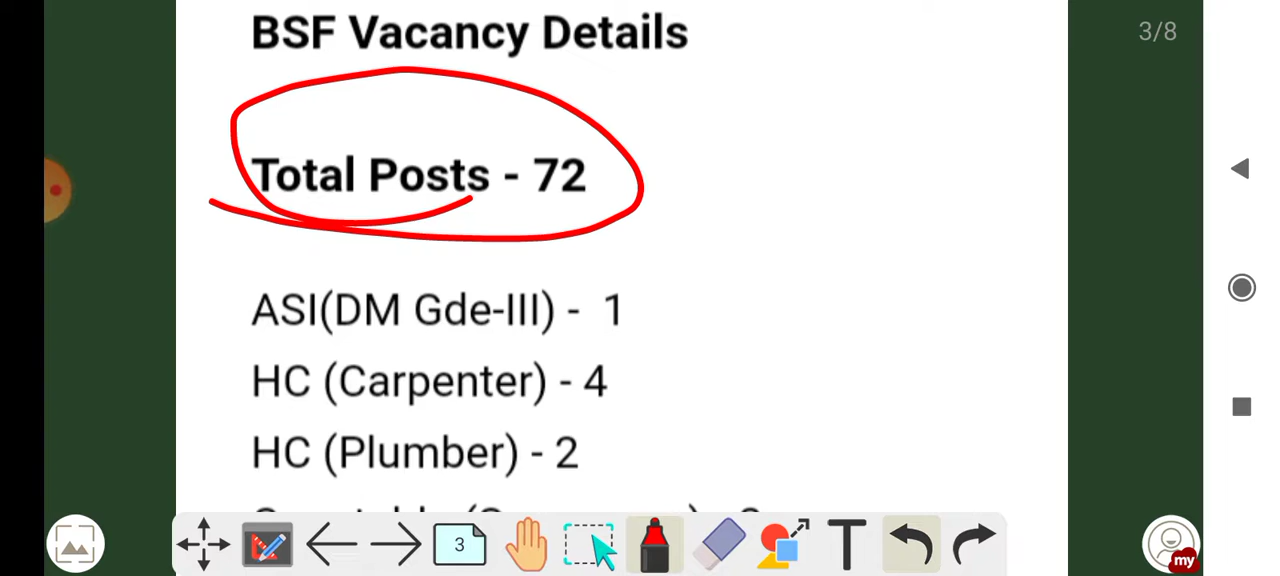 BSF Vacancy Details
3/8
Total Posts - 72
ASI(DM Gde-III) - 1
HC (Carpenter) - 4
HC (Plumber) - 2
3
T
my